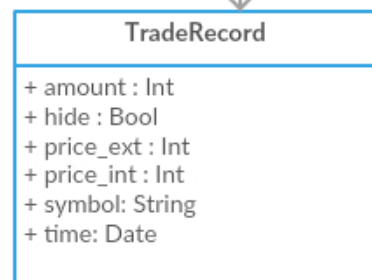 TradeRecord
+ amount : Int
+ hide : Bool
+ price_ext : Int
+ price_int : Int
+ symbol: String
+ time: Date